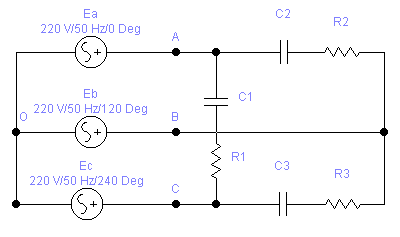 Ea
220 V/50 Hz/0 Deg
A
C2
R2
Eb
220 V/50 Hz/120 Deg
O
B
C1
R1
Ec
220 V/50 Hz/240 Deg
C
C3
R3